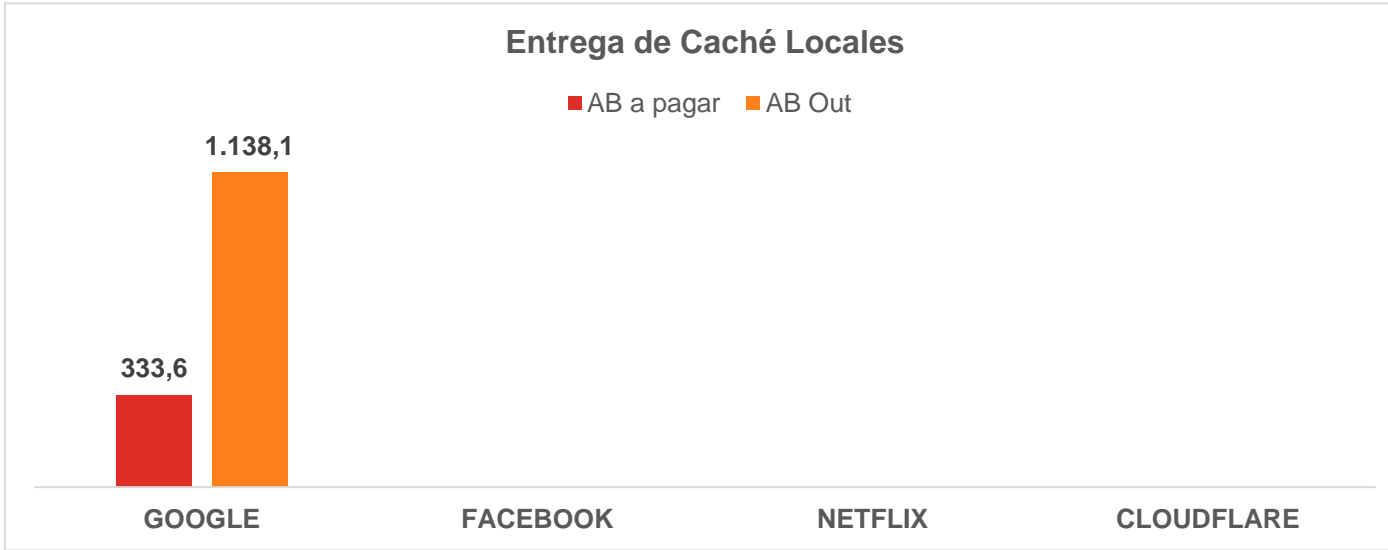 Entrega de Caché Locales
AB a pagar AB Out
1.138,1
333,6
GOOGLE FACEBOOK NETFLIX CLOUDFLARE